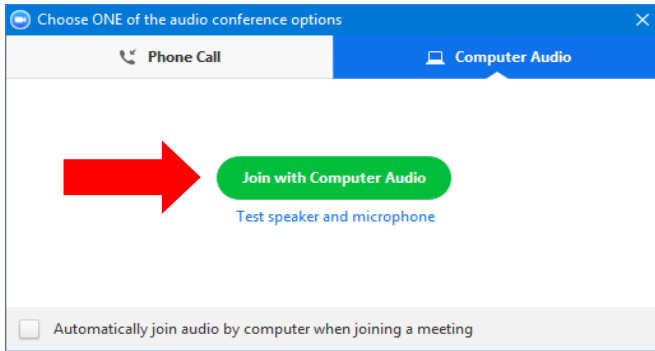 Choose ONE of the audio conference options
Phone Call
Computer Audio
Join with Computer Audio
Test speaker and microphone
Automatically join audio by computer when joining a meeting